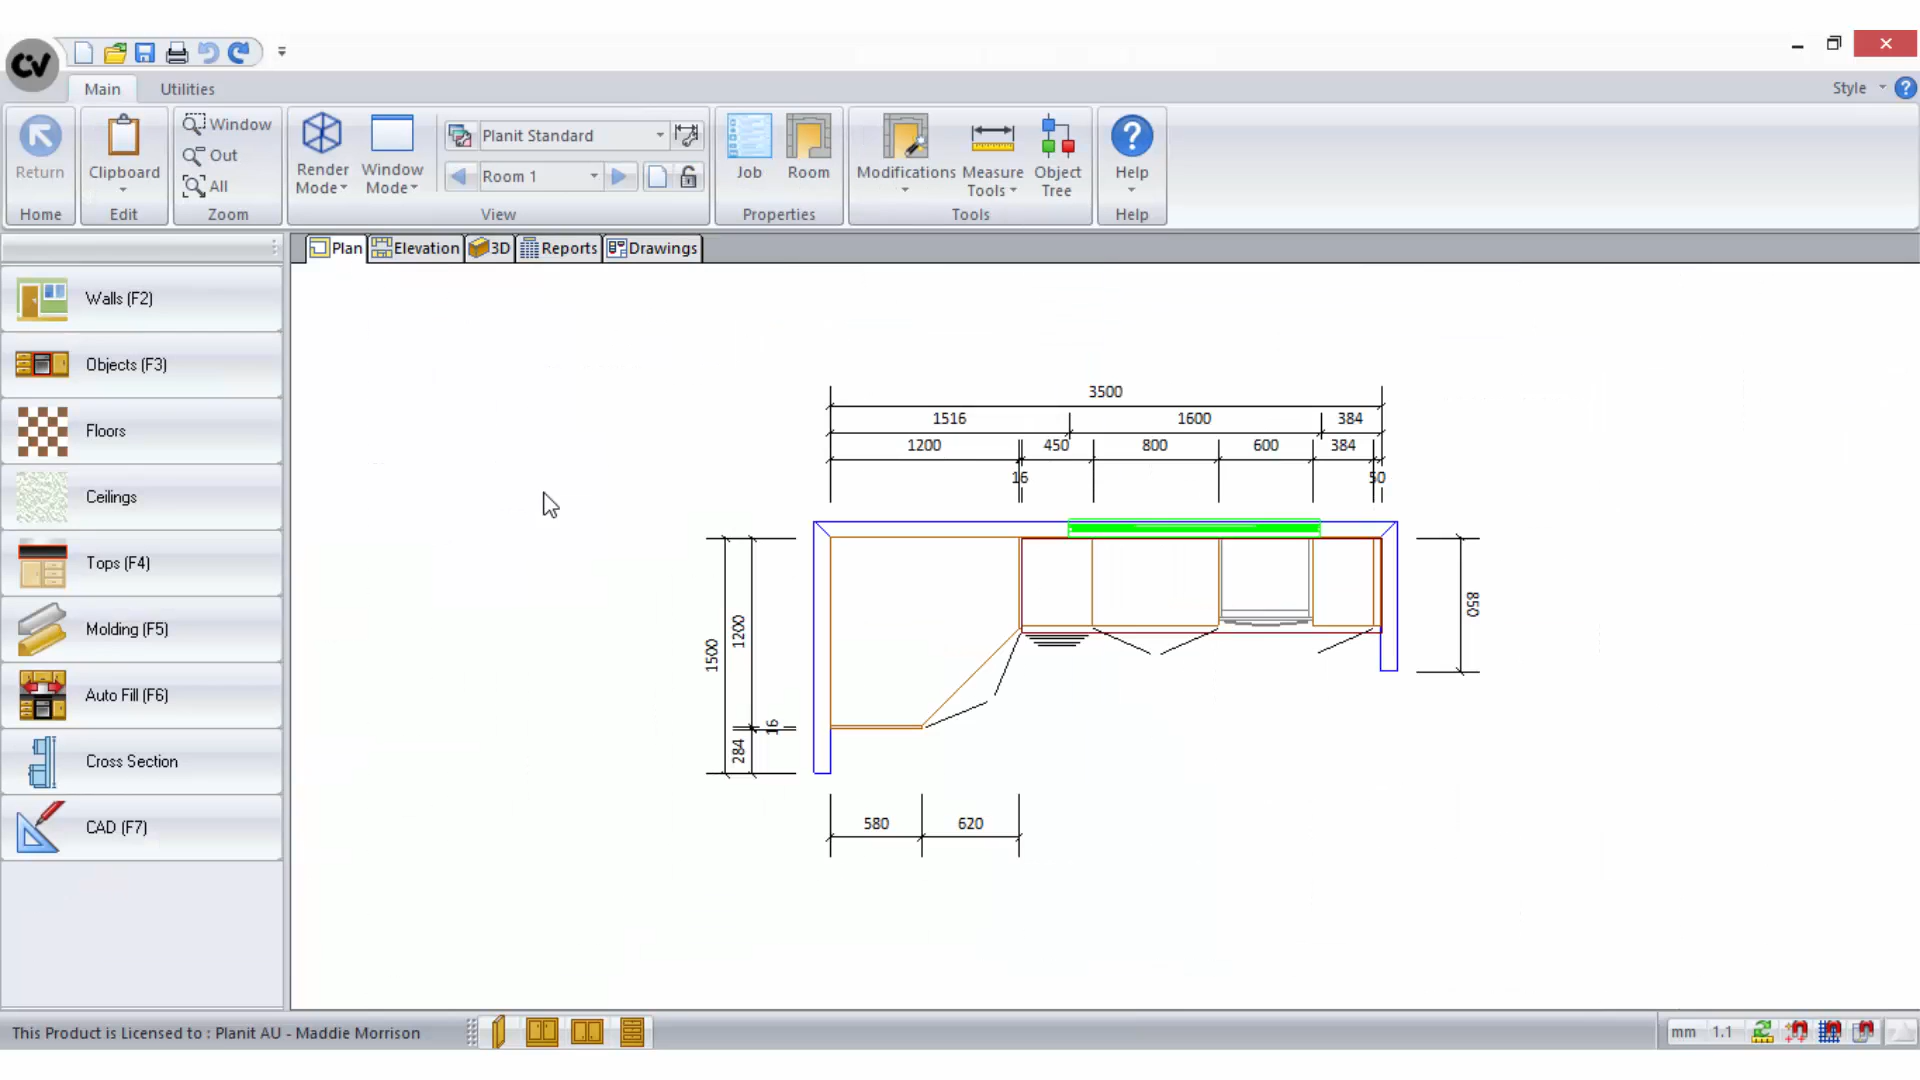 CV
Main Utilities Style
Return
Home
Clipboard
Edit
Window
Out
All
Zoom
Render Mode
Window Mode
Planit Standard
Room 1
View
Job
Room
Properties
Modifications
Measure Tools
Object Tree
Tools
Help
Help
Plan Elevation 3D Reports Drawings
Walls (F2)
Objects (F3)
Floors
Ceilings
Tops (F4)
Molding (F5)
Auto Fill (F6)
Cross Section
CAD (F7)
3500
1516 1600 384
1200 450 800 600 384
16 50
1500
1200
16
284
850
580 620
This Product is Licensed to : Planit AU - Maddie Morrison
mm 1.1